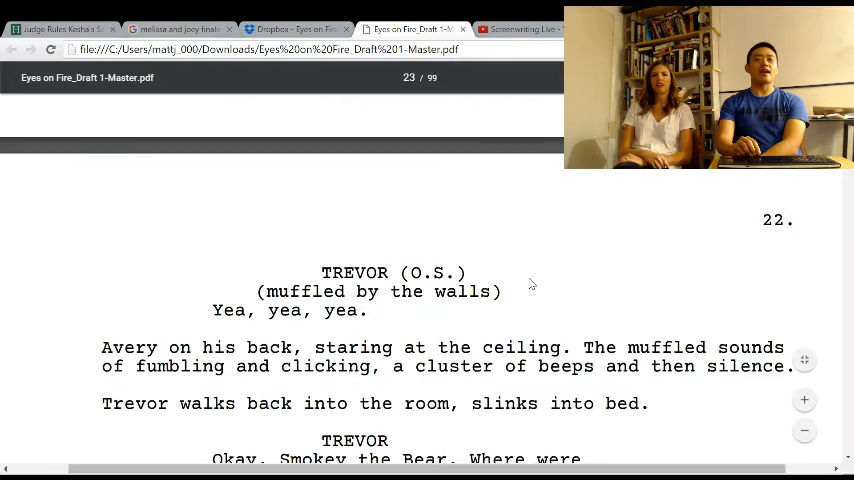 Judge Rules Kesha's S
melissa and joey finale
Dropbox - Eyes on Fire
Eyes on Fire_Draft 1-M
Screenwriting Live -
file:///C:/Users/mattj_000/Downloads/Eyes%20on%20Fire_Draft%201-Master.pdf
Eyes on Fire_Draft 1-Master.pdf
23 / 99
22.
TREVOR (O.S.)
(muffled by the walls)
Yea, yea, yea.
Avery on his back, staring at the ceiling. The muffled sounds
of fumbling and clicking, a cluster of beeps and then silence.
Trevor walks back into the room, slinks into bed.
TREVOR
Okay, Smokey the Bear. Where were